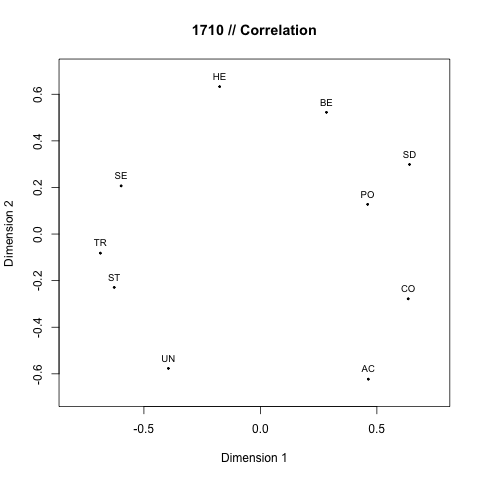 1710 // Correlation
HE
BE
SD
SE
PO
TR
ST
CO
UN
AC
0.6
0.4
0.2
0.0
-0.2
-0.4
-0.6
Dimension 2
-0.5
0.0
0.5
Dimension 1